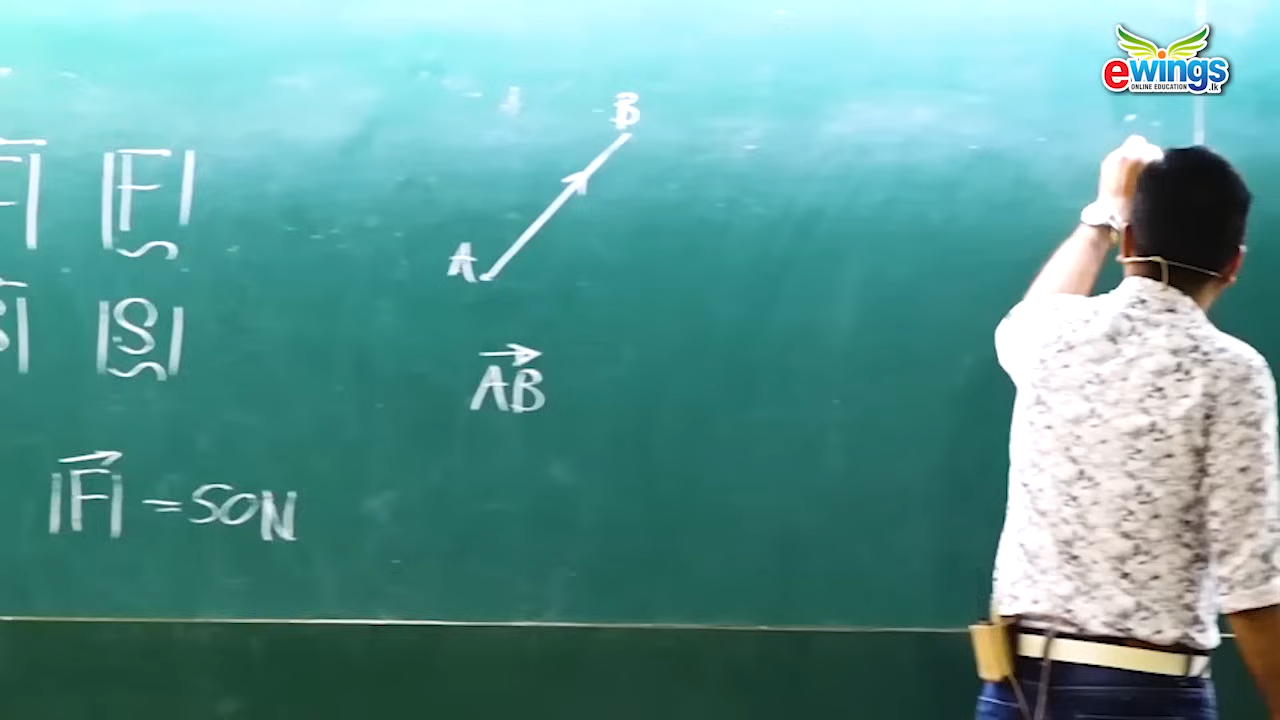 ewings
ONLINE EDUCATION .lk
B
|F| |F|
A
|S| |S|
AB
|F| = 50N